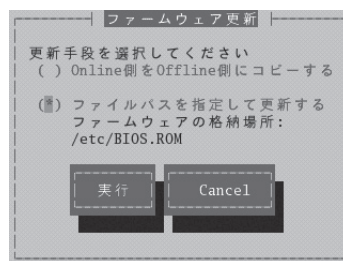 ファームウェア更新
更新手段を選択してください
( ) Online側をOffline側にコピーする
(*) ファイルパスを指定して更新する
ファームウェアの格納場所:
/etc/BIOS.ROM
実行 Cancel